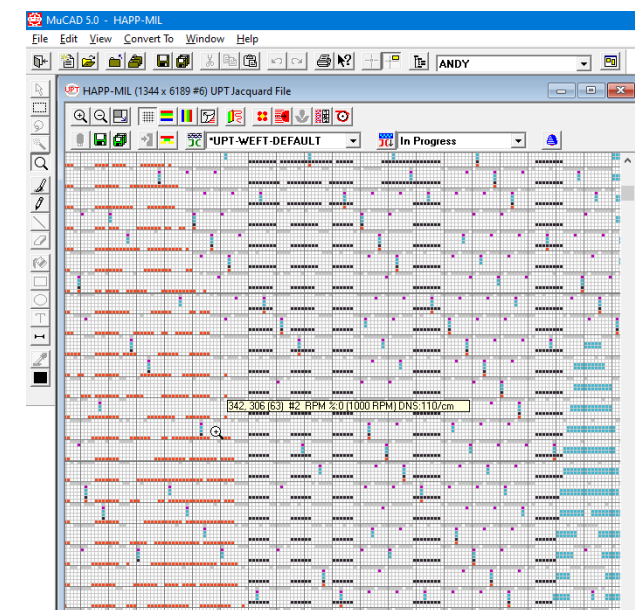 MuCAD 5.0 - HAPP-MIL
File Edit View Convert To Window Help
ANDY
UPT HAPP-MIL (1344 x 6189 #6) UPT Jacquard File
*UPT-WEFT-DEFAULT In Progress
T
342, 306 (63) #2 RPM %:0 (1000 RPM) DNS:110/cm